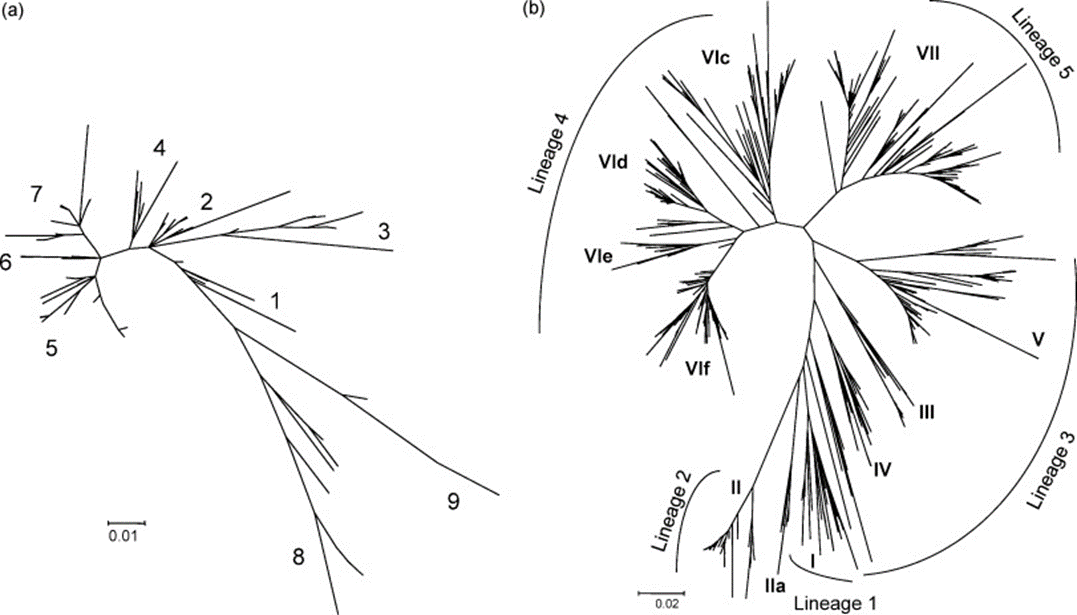 (a)
(b)
4
7
2
3
6
1
5
9
8
0.01
Lineage 4
VIc
VII
Lineage 5
VId
VIe
VIf
V
III
IV
Lineage 3
Lineage 2
II
I
IIa
0.02
Lineage 1